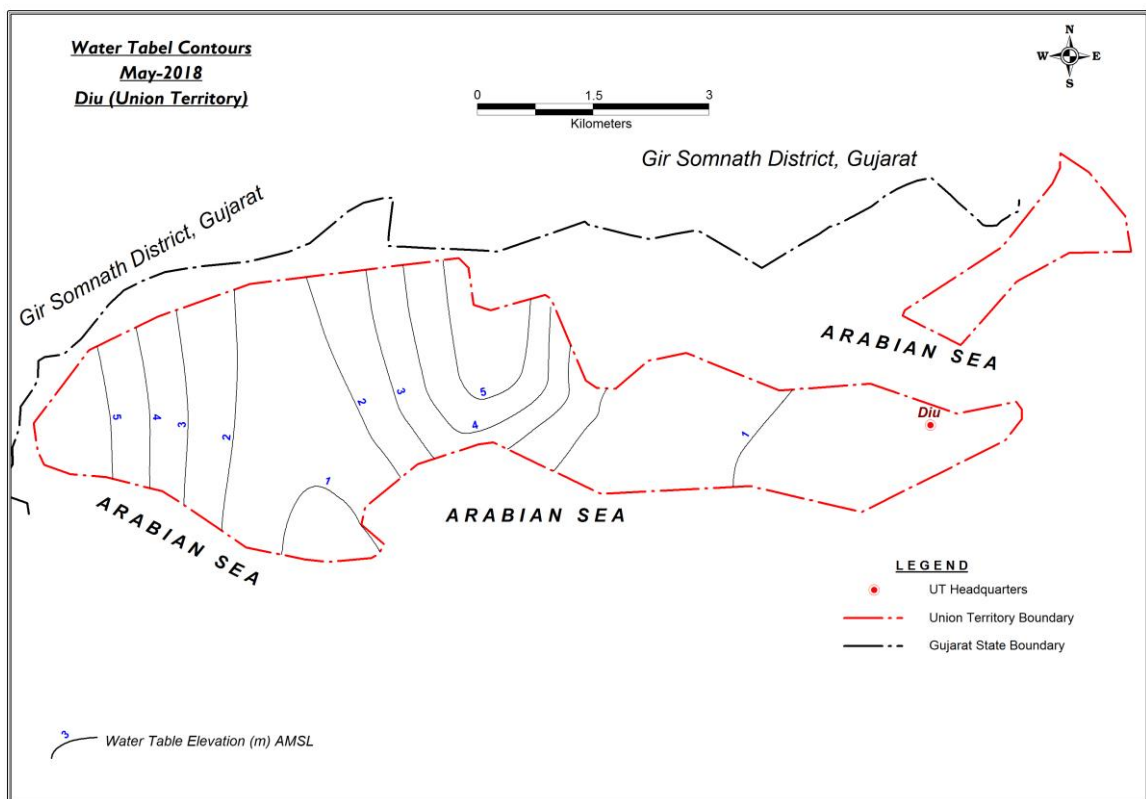 Water Tabel Contours
May-2018
Diu (Union Territory)
N
W E
S
0 1.5 3
Kilometers
Gir Somnath District, Gujarat
Gir Somnath District, Gujarat
ARABIAN SEA
5
4
3
2
2
3
5
4
1
1
Diu
ARABIAN SEA
ARABIAN SEA
LEGEND
UT Headquarters
Union Territory Boundary
Gujarat State Boundary
3
Water Table Elevation (m) AMSL